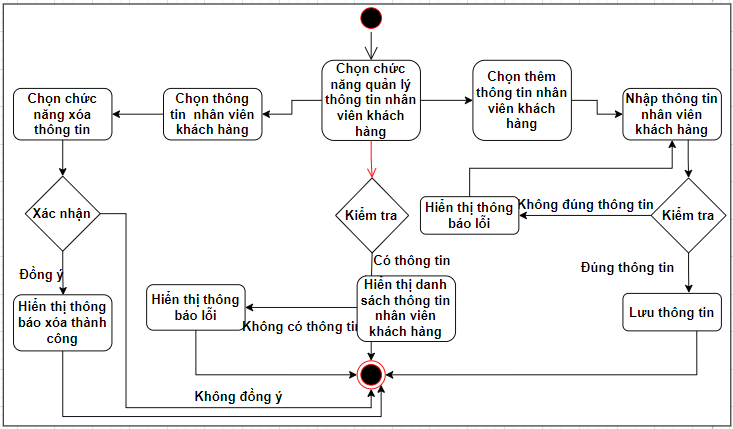 Chọn chức
năng quản lý
thông tin nhân
viên khách
hàng
Chọn thêm
thông tin nhân
viên khách
hàng
Nhập thông tin
nhân viên
khách hàng
Chọn thông
tin nhân viên
khách hàng
Chọn chức
năng xóa
thông tin
Xác nhận
Kiểm tra
Hiển thị thông
báo lỗi
Không đúng thông tin
Kiểm tra
Có thông tin
Đúng thông tin
Đồng ý
Hiển thị thông
báo xóa thành
công
Hiển thị thông
báo lỗi
Không có thông tin
Hiển thị danh
sách thông tin
nhân viên
khách hàng
Lưu thông tin
Không đồng ý